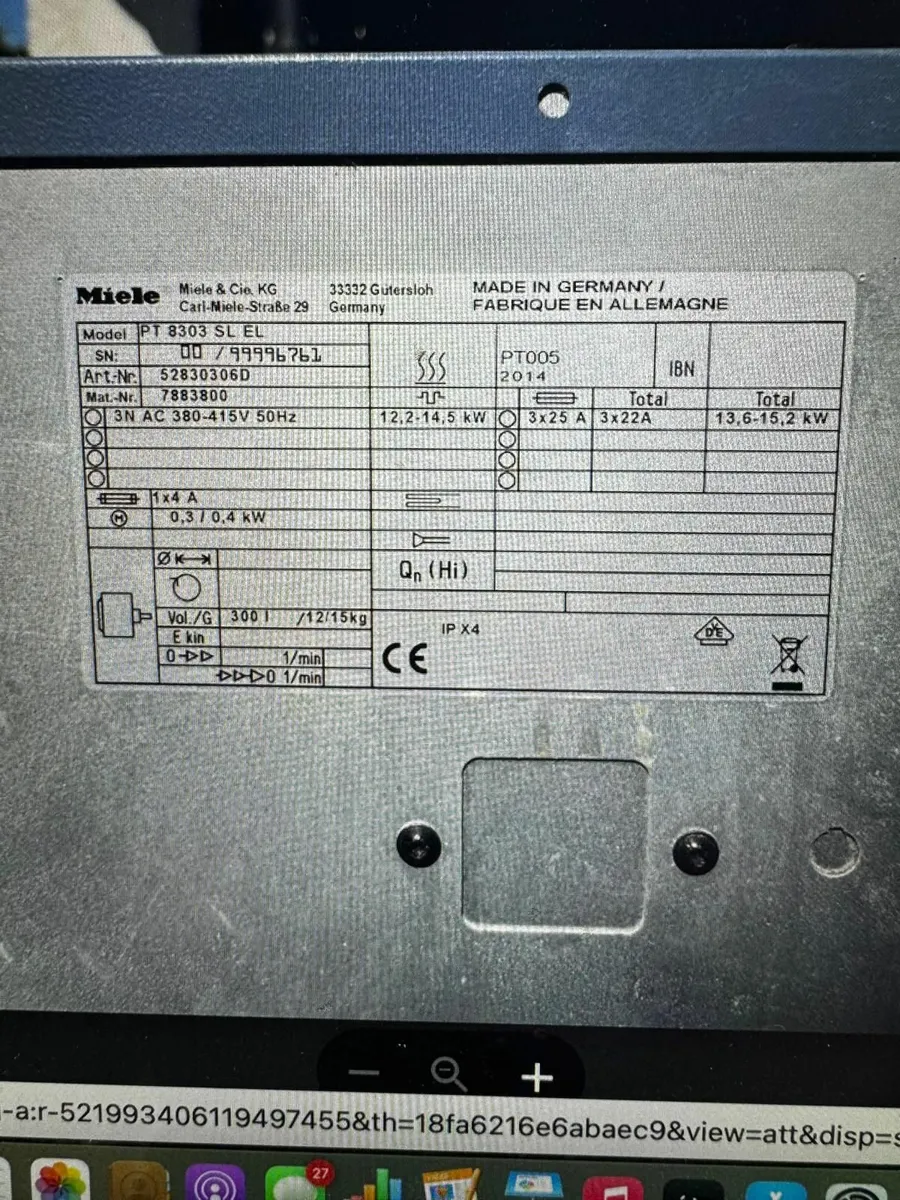 Miele
Miele & Cie. KG
Carl-Miele-Straße 29
33332 Gütersloh
Germany
MADE IN GERMANY /
FABRIQUE EN ALLEMAGNE
Model PT 8303 SL EL
SN: 00 /99996761
Art.-Nr. 52830306D
Mat.-Nr. 7883800
PT005
2014
IBN
Total Total
3N AC 380-415V 50Hz 12,2-14,5 kW 3x25 A 3x22A 13,6-15,2 kW
1x4 A
M 0,3 / 0,4 kW
Ø
Qn (Hi)
Vol./G 300 l /12/15kg
E kin
0 1/min
0 1/min
IP X4
CE
VDE
-a:r-521993406119497455&th=18fa6216e6abaec9&view=att&disp=s
27